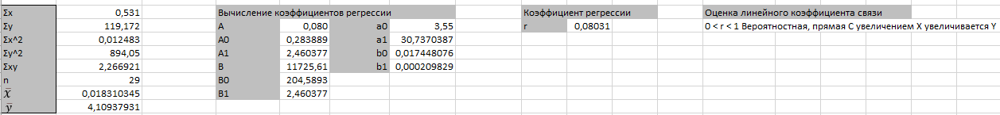 Σx 0,531 Вычисление коэффициентов регрессии Коэффициент регрессии Оценка линейного коэффициента связи
Σy 119,172 A 0,080 a0 3,55 r 0,08031 0 < r < 1 Вероятностная, прямая С увеличением X увеличивается Y
Σx^2 0,012483 A0 0,283889 a1 30,7370387
Σy^2 894,05 A1 2,460377 b0 0,017448076
Σxy 2,266921 B 11725,61 b1 0,000209829
n 29 B0 204,5893
x̅ 0,018310345 B1 2,460377
y̅ 4,10937931